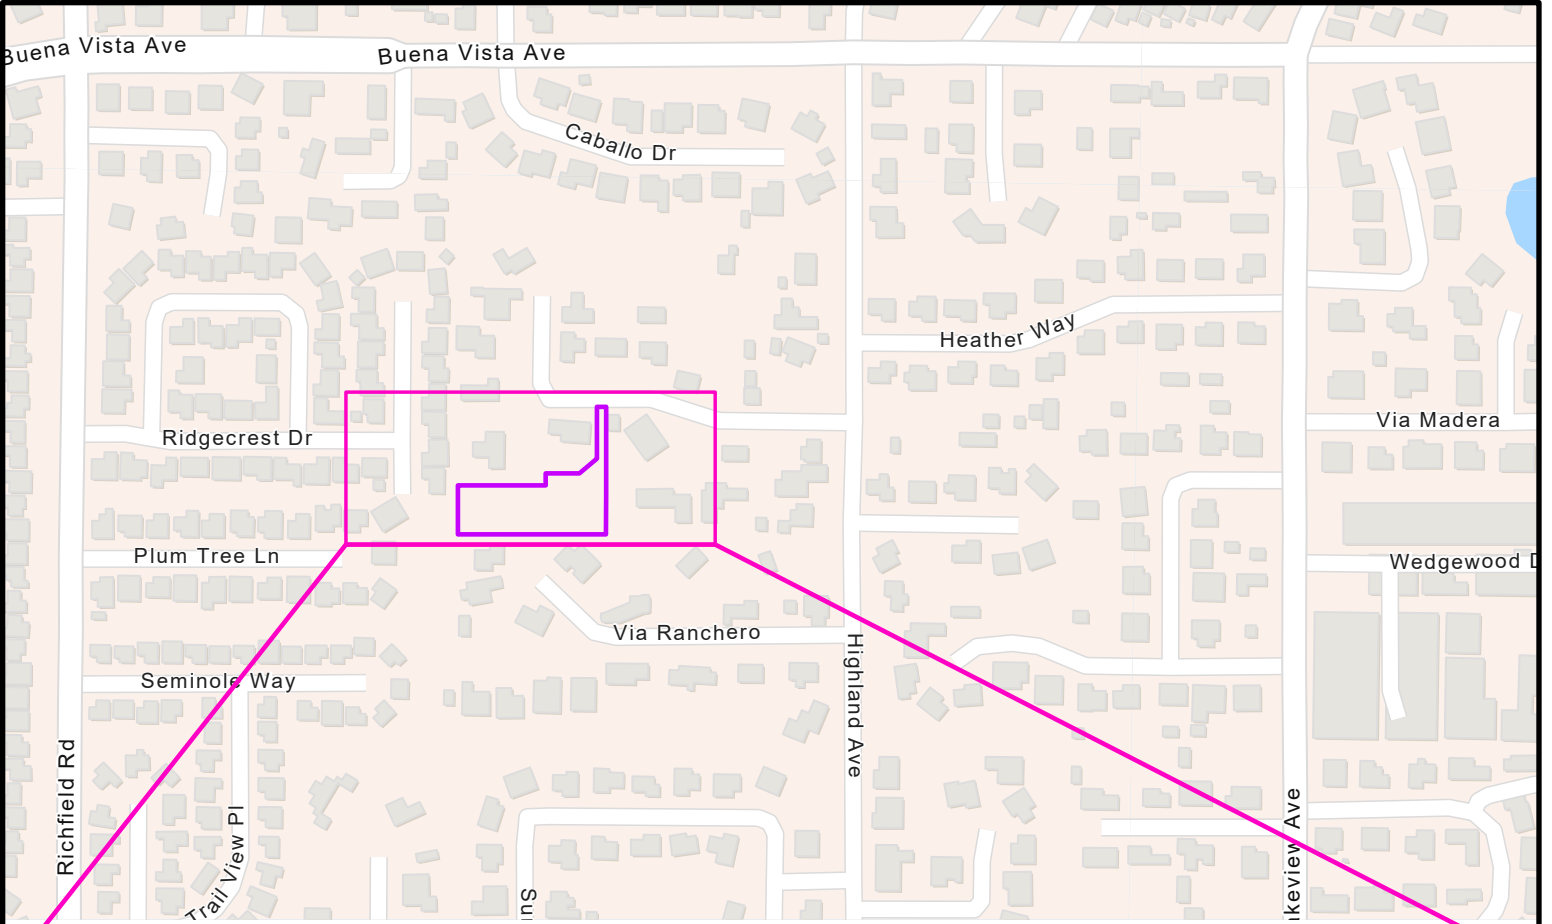 Buena Vista Ave
Buena Vista Ave
Caballo Dr
Heather Way
Via Madera
Ridgecrest Dr
Plum Tree Ln
Wedgewood
Via Ranchero
Seminole Way
Highland Ave
Richfield Rd
Trail View Pl
keview Ave